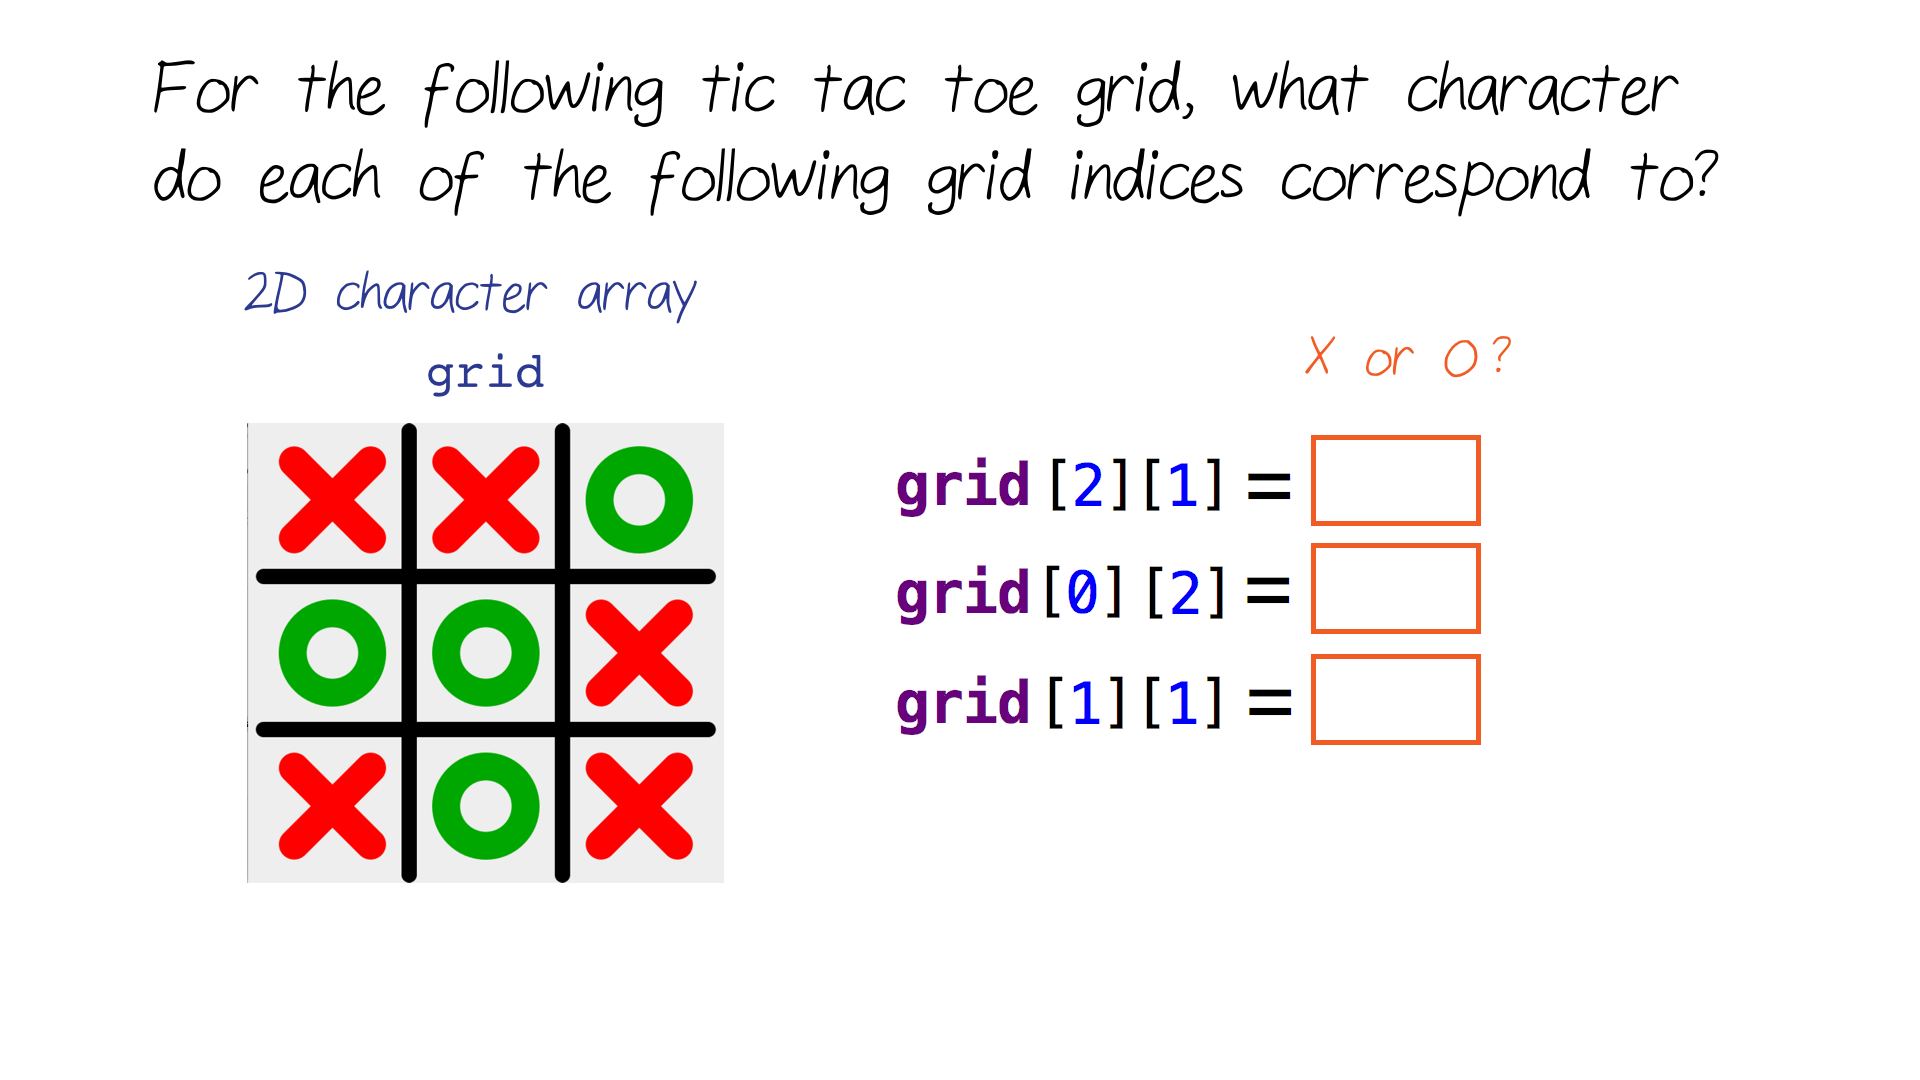 For the following tic tac toe grid, what character
do each of the following grid indices correspond to?
2D character array
grid
X or O?
grid[2][1] =
grid[0][2] =
grid[1][1] =
X X O
O O X
X O X